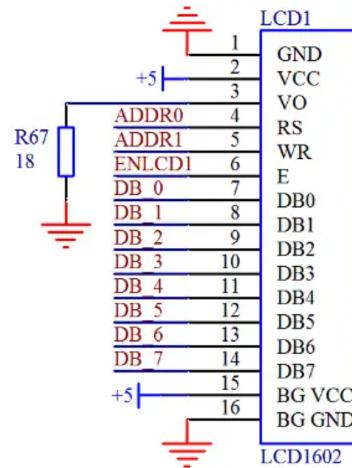 LCD1
1 GND
+5 2 VCC
3 VO
ADDR0 4 RS
R67
18
ADDR1 5 WR
ENLCD1 6 E
DB_0 7 DB0
DB_1 8 DB1
DB_2 9 DB2
DB_3 10 DB3
DB_4 11 DB4
DB_5 12 DB5
DB_6 13 DB6
DB_7 14 DB7
+5 15 BG VCC
16 BG GND
LCD1602